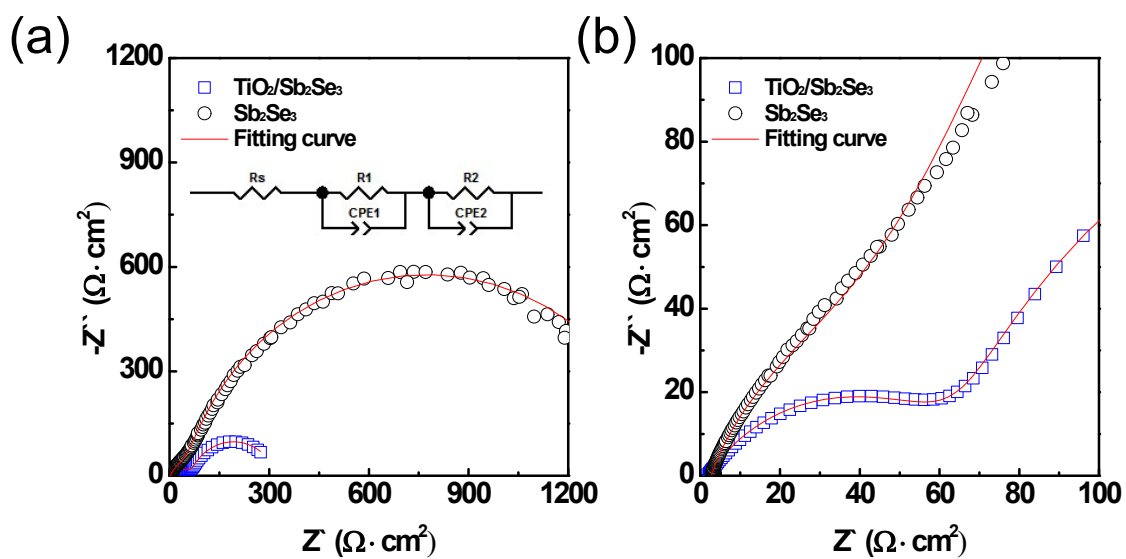 (a)
1200
900
600
300
0
-Z`` (Ω· cm²)
TiO₂/Sb₂Se₃
Sb₂Se₃
Fitting curve
Rs R1 R2
CPE1 CPE2
0 300 600 900 1200
Z` (Ω· cm²)
(b)
100
80
60
40
20
0
-Z`` (Ω· cm²)
TiO₂/Sb₂Se₃
Sb₂Se₃
Fitting curve
0 20 40 60 80 100
Z` (Ω· cm²)